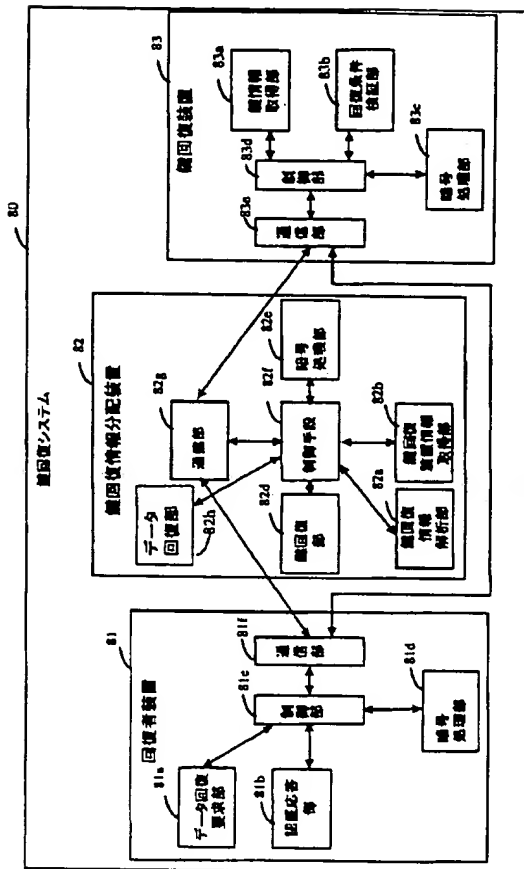 80
鍵回復システム
81
回復者装置
81a
データ回復
要求部
81b
認証応答
部
81c
制御部
81f
通信部
81d
暗号
処理部
82
鍵回復情報分配装置
データ
回復部
82h
82g
通信部
82d
鍵回復
部
82f
制御手段
82e
暗号
処理部
82a
鍵回復
情報
解析部
82b
鍵回復
装置情報
取得部
83
鍵回復装置
83e
通信部
83d
制御部
83a
鍵情報
取得部
83b
回復条件
検証部
83c
暗号
処理部